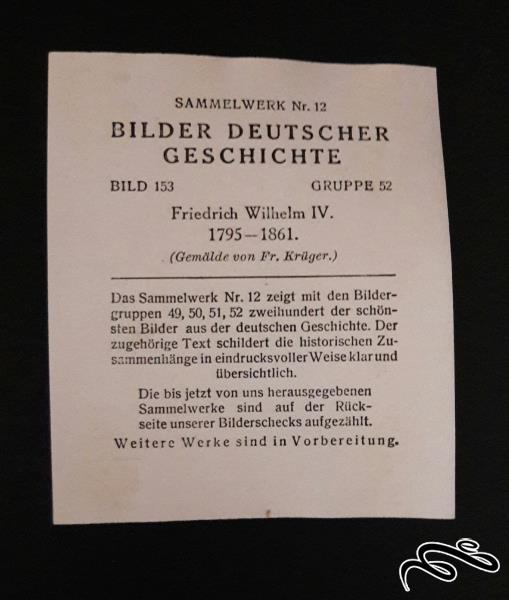 SAMMELWERK Nr. 12
BILDER DEUTSCHER
GESCHICHTE
BILD 153 GRUPPE 52
Friedrich Wilhelm IV.
1795—1861.
(Gemälde von Fr. Krüger.)
Das Sammelwerk Nr. 12 zeigt mit den Bilder-
gruppen 49, 50, 51, 52 zweihundert der schön-
sten Bilder aus der deutschen Geschichte. Der
zugehörige Text schildert die historischen Zu-
sammenhänge in eindrucksvoller Weise klar und
übersichtlich.
Die bis jetzt von uns herausgegebenen
Sammelwerke sind auf der Rück-
seite unserer Bilderschecks aufgezählt.
Weitere Werke sind in Vorbereitung.